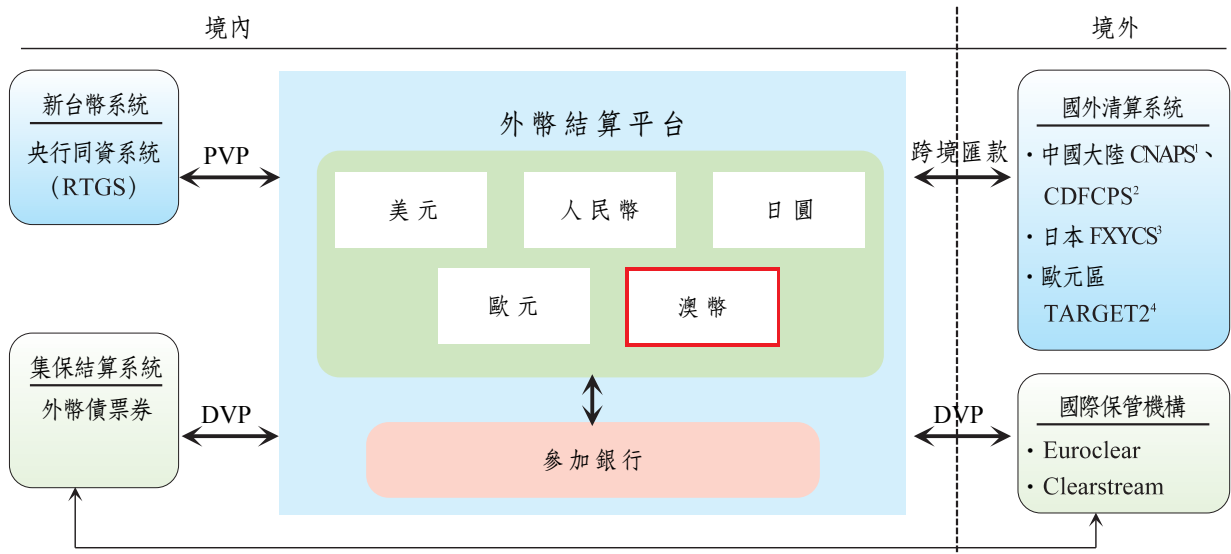 境內
境外
新台幣系統
央行同資系統
（RTGS）
PVP
外幣結算平台
美元
人民幣
日圓
歐元
澳幣
參加銀行
跨境匯款
國外清算系統
・中國大陸 CNAPS¹、
CDFCPS²
・日本 FXYCS³
・歐元區
TARGET2⁴
集保結算系統
外幣債票券
DVP
DVP
國際保管機構
・Euroclear
・Clearstream